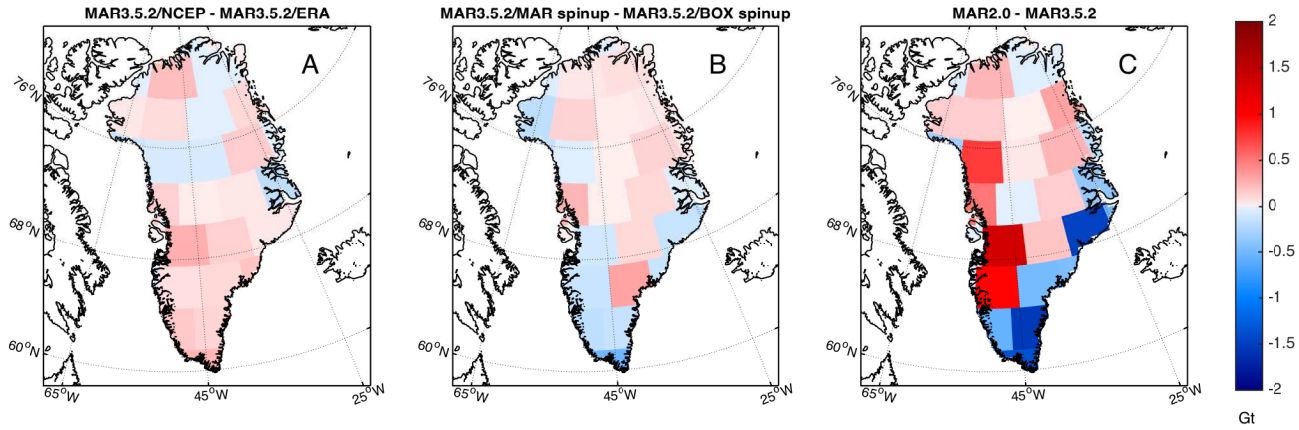 MAR3.5.2/NCEP - MAR3.5.2/ERA
MAR3.5.2/MAR spinup - MAR3.5.2/BOX spinup
MAR2.0 - MAR3.5.2
A
B
C
76°N
68°N
60°N
65°W
45°W
25°W
76°N
68°N
60°N
65°W
45°W
25°W
76°N
68°N
60°N
65°W
45°W
25°W
2
1.5
1
0.5
0
-0.5
-1
-1.5
-2
Gt